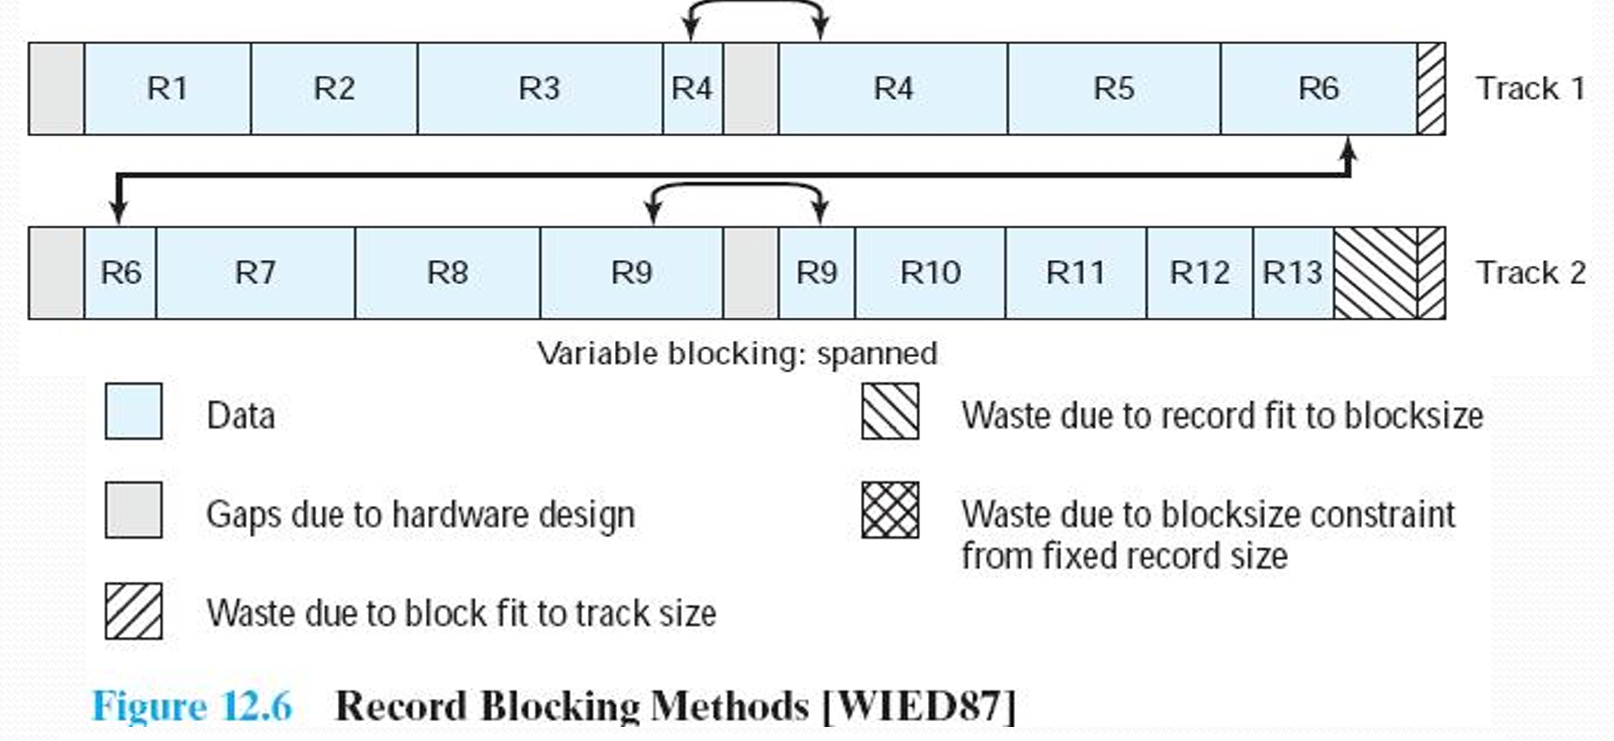 R1 R2 R3 R4 R4 R5 R6 Track 1
R6 R7 R8 R9 R9 R10 R11 R12 R13 Track 2
Variable blocking: spanned
Data
Waste due to record fit to blocksize
Gaps due to hardware design
Waste due to blocksize constraint
from fixed record size
Waste due to block fit to track size
Figure 12.6 Record Blocking Methods [WIED87]